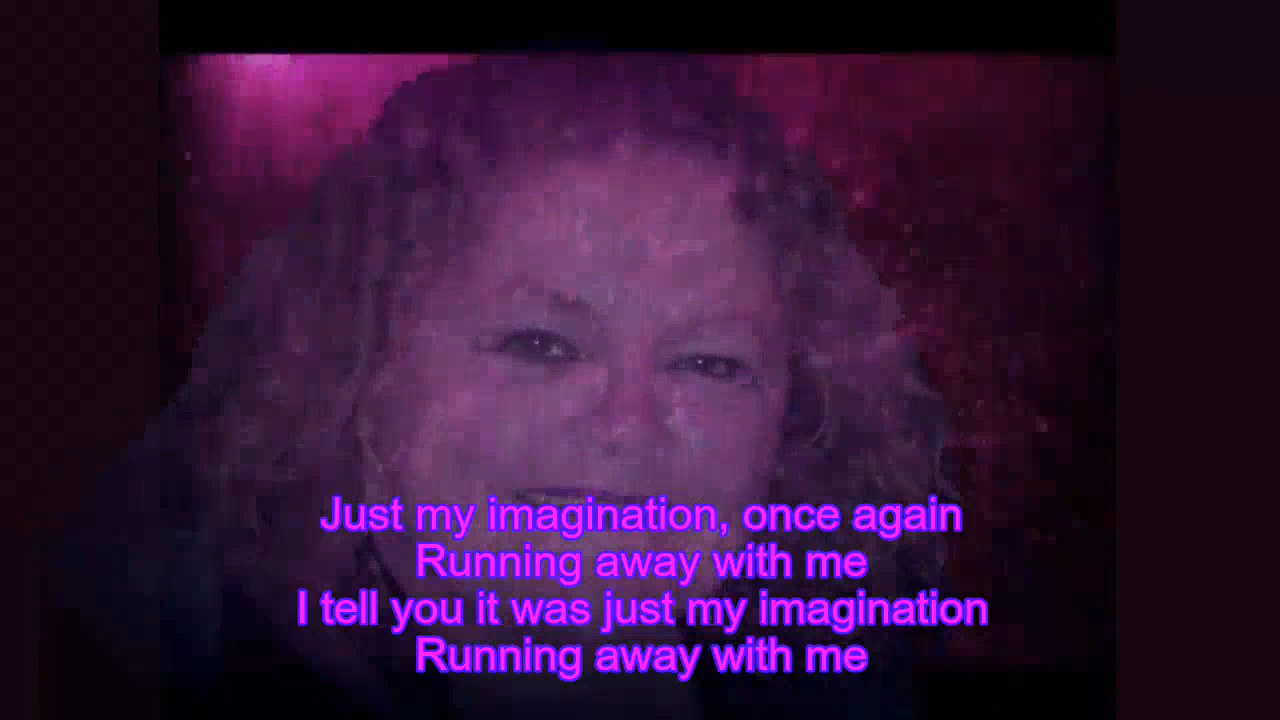 Just my imagination, once again
Running away with me
I tell you it was just my imagination
Running away with me